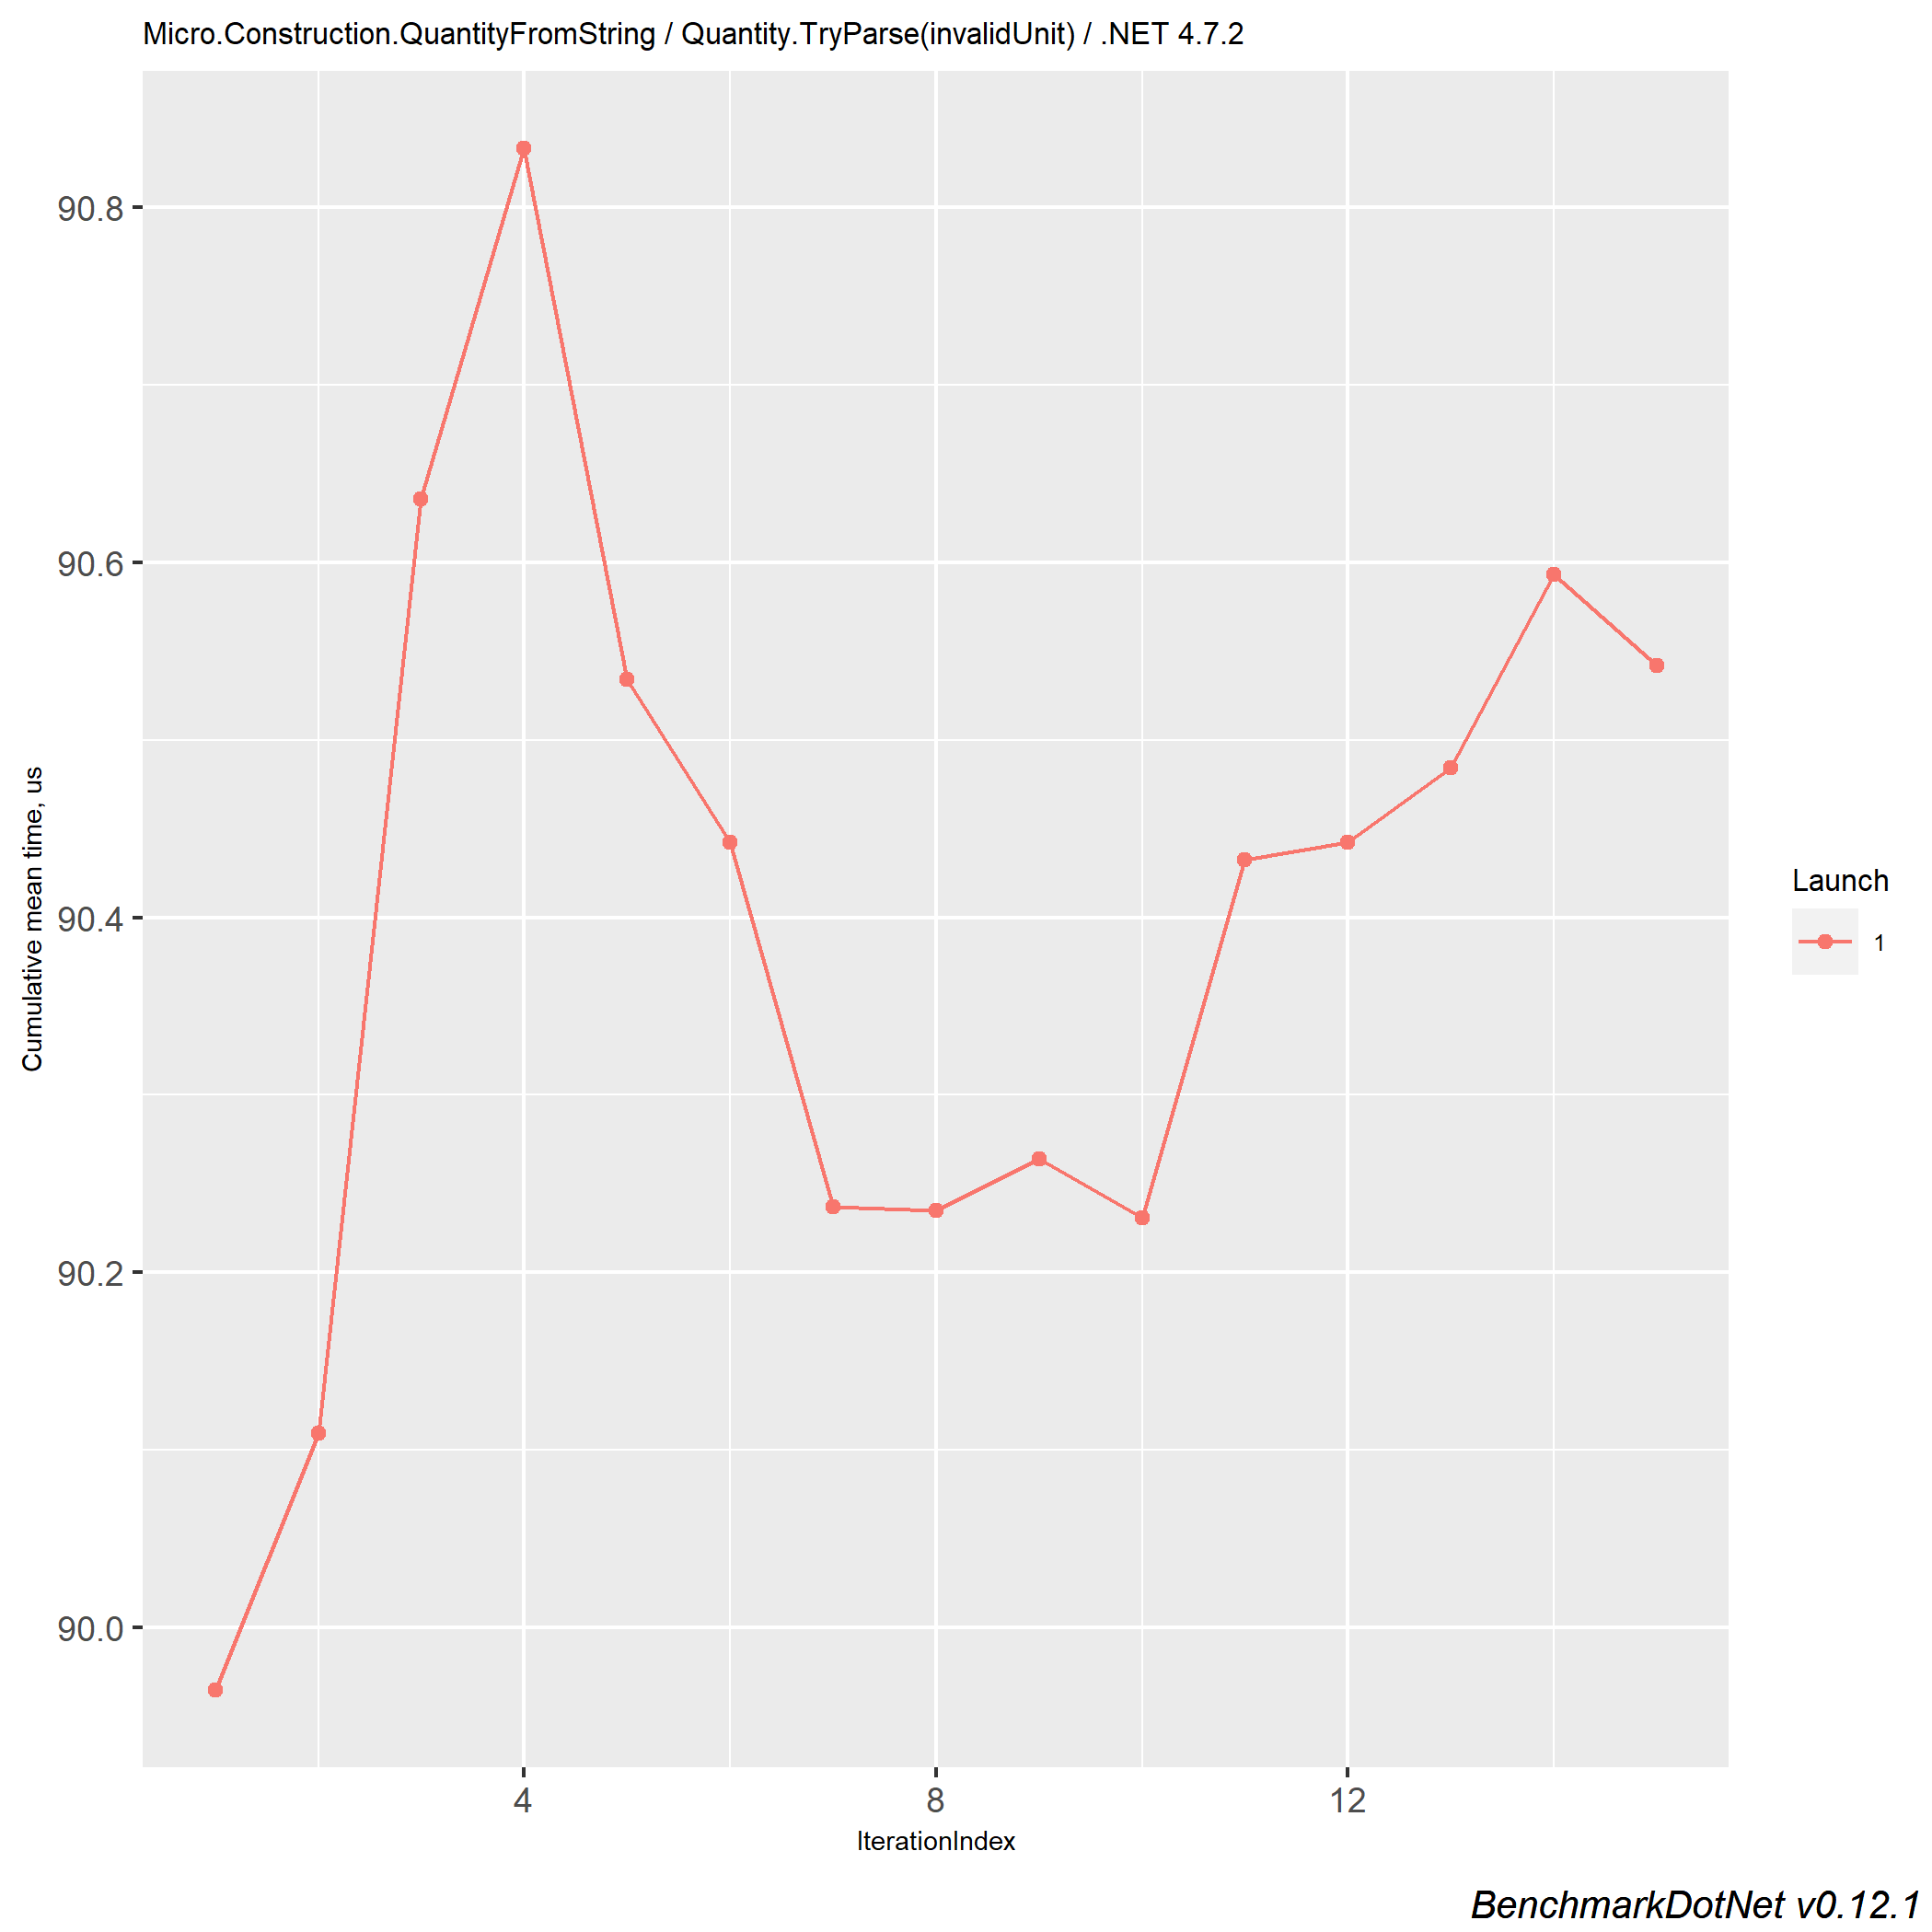 Micro.Construction.QuantityFromString / Quantity.TryParse(invalidUnit) / .NET 4.7.2
Cumulative mean time, us
90.8
90.6
90.4
90.2
90.0
4 8 12
IterationIndex
Launch
1
BenchmarkDotNet v0.12.1